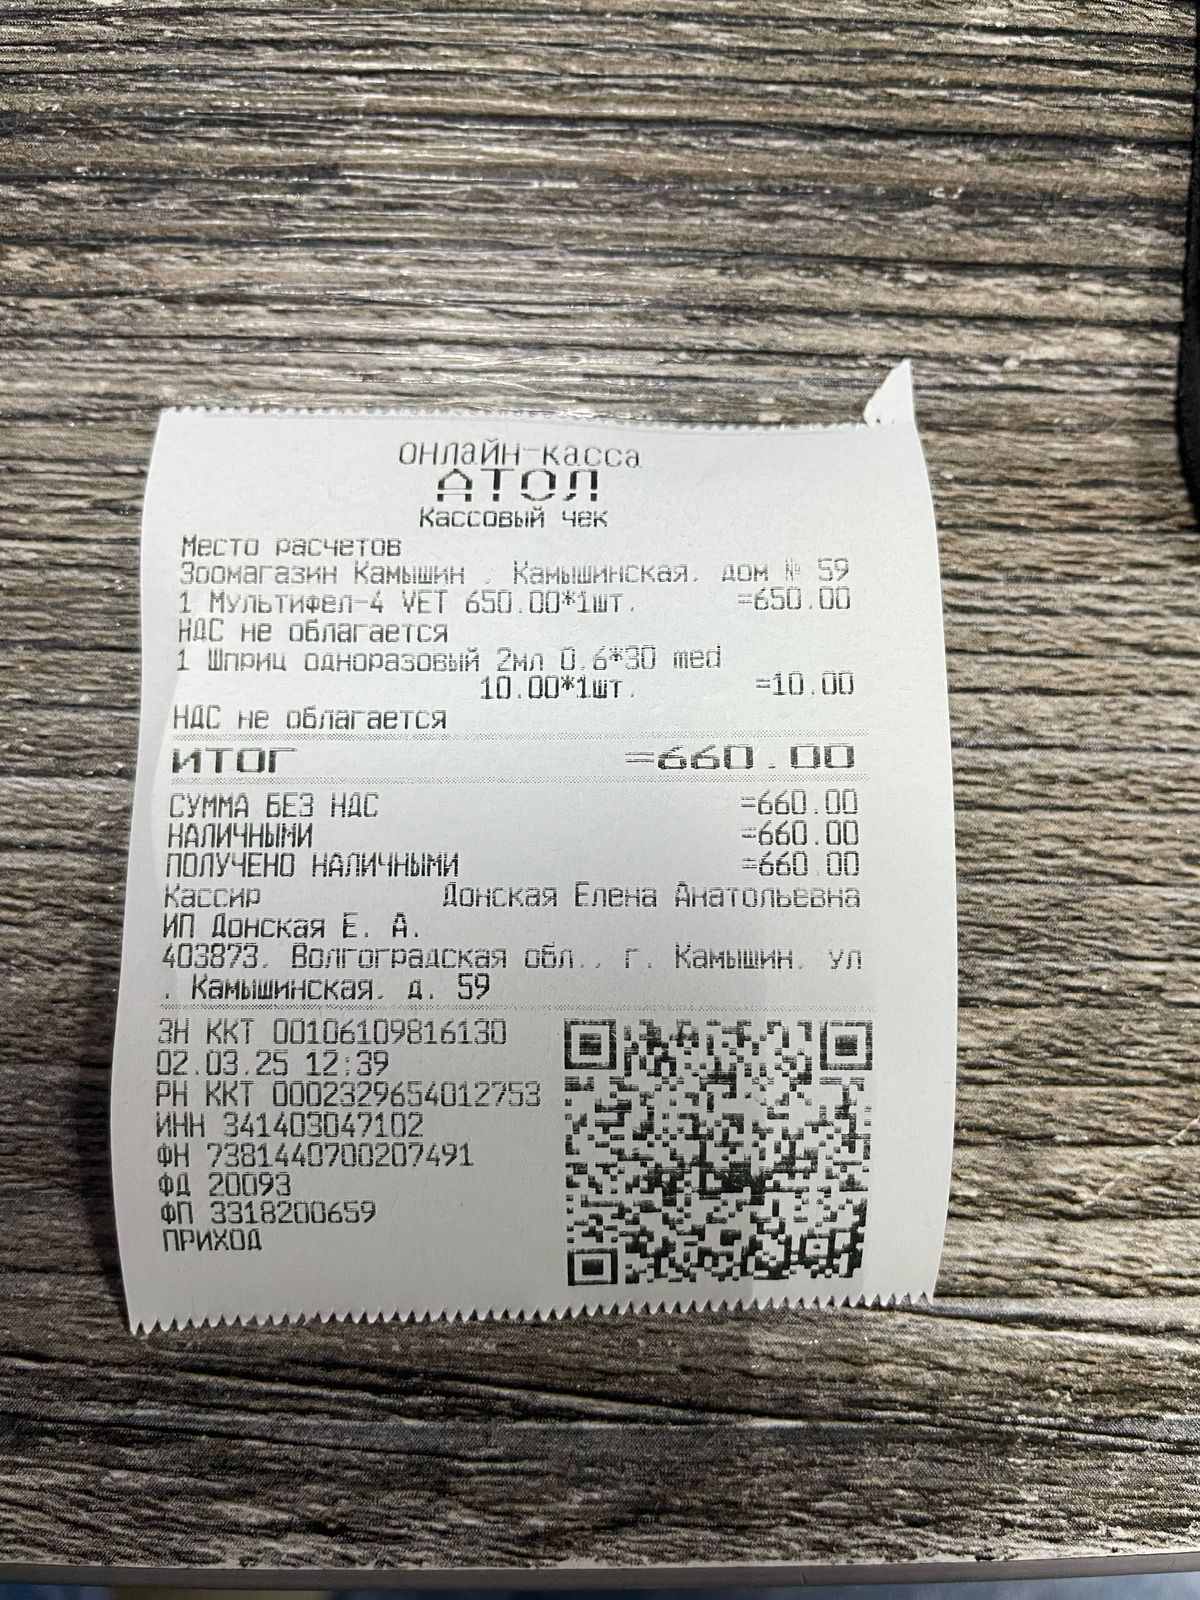 онлайн-касса
АТОЛ
Кассовый чек
Место расчетов
Зоомагазин Камышин , Камышинская, дом № 59
1 Мультифел-4 VET 650.00*1шт. =650.00
НДС не облагается
1 Шприц одноразовый 2мл 0.6*30 med
10.00*1шт. =10.00
НДС не облагается
ИТОГ =660.00
СУММА БЕЗ НДС =660.00
НАЛИЧНЫМИ =660.00
ПОЛУЧЕНО НАЛИЧНЫМИ =660.00
Кассир Донская Елена Анатольевна
ИП Донская Е. А.
403873, Волгоградская обл., г. Камышин, ул
. Камышинская, д. 59
ЗН ККТ 00106109816130
02.03.25 12:39
РН ККТ 0002329654012753
ИНН 341403047102
ФН 7381440700207491
ФД 20093
ФП 3318200659
ПРИХОД